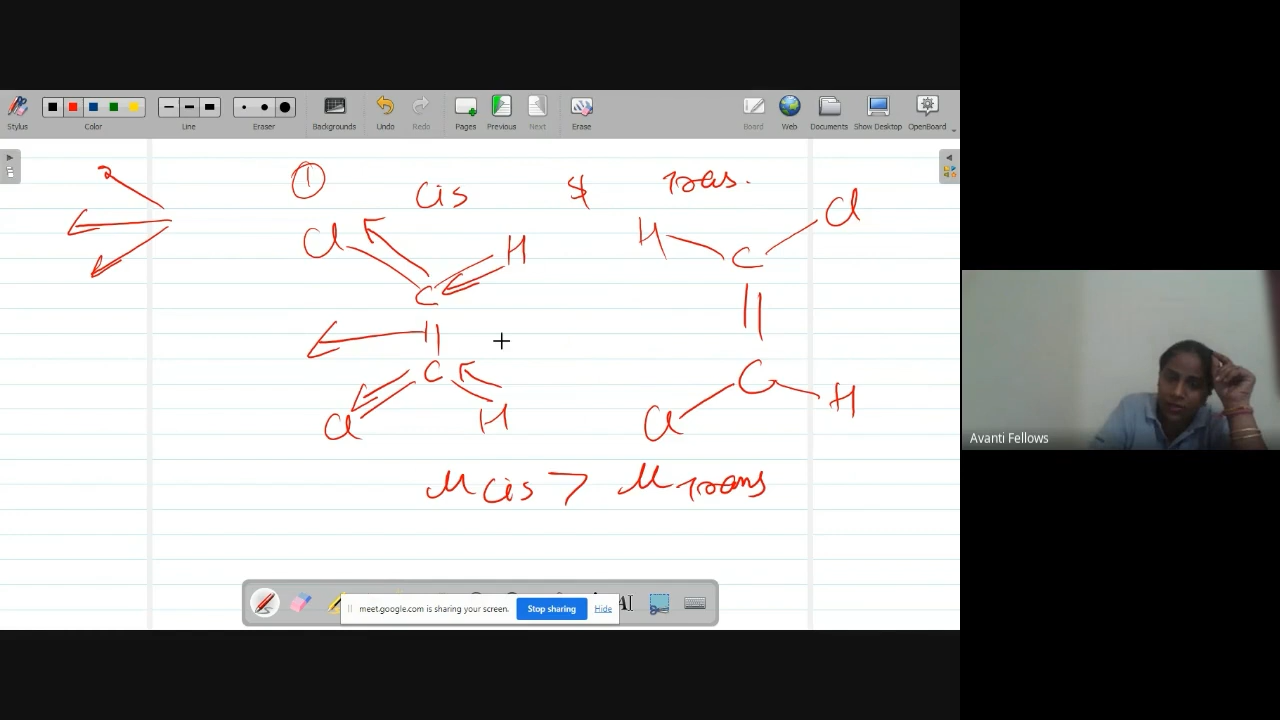 Stylus Color Line Eraser Backgrounds Undo Redo Pages Previous Next Erase Board Web Documents Show Desktop OpenBoard
① Cis & Trans.
Cl H H Cl
C C
C C
Cl H Cl H
μ cis > μ Trans
Avanti Fellows
meet.google.com is sharing your screen. Stop sharing Hide
AI